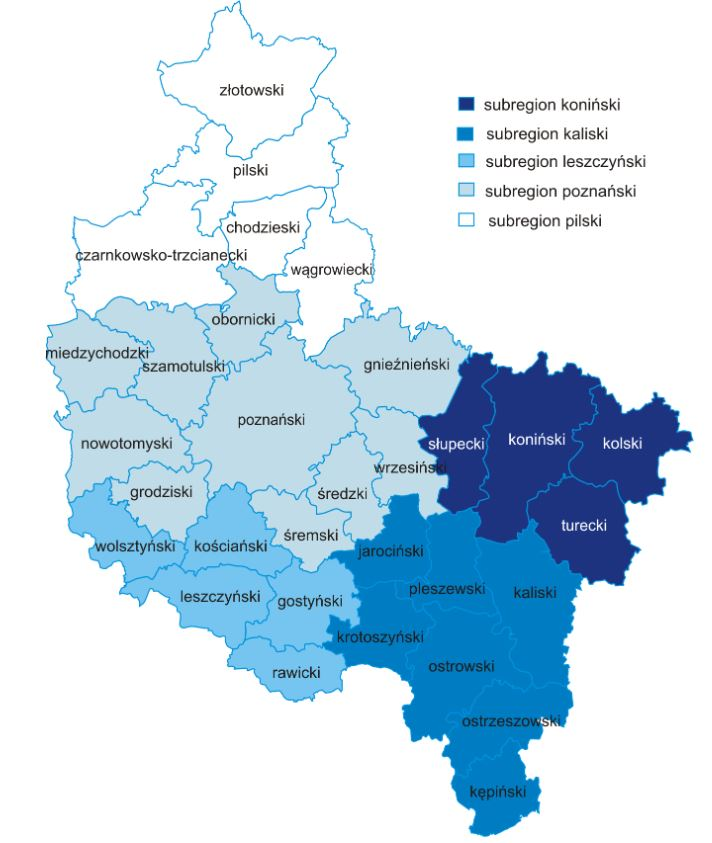 złotowski
subregion koniński
subregion kaliski
subregion leszczyński
pilski
subregion poznański
subregion pilski
chodzieski
czarnkowsko-trzcianecki
wągrowiecki
obornicki
miedzychodzki
szamotulski
gnieźnieński
poznański
nowotomyski
słupecki
koniński
kolski
wrzesiński
grodziski
średzki
śremski
turecki
wolsztyński
kościański
jarociński
pleszewski
kaliski
leszczyński
gostyński
krotoszyński
ostrowski
rawicki
ostrzeszowski
kępiński